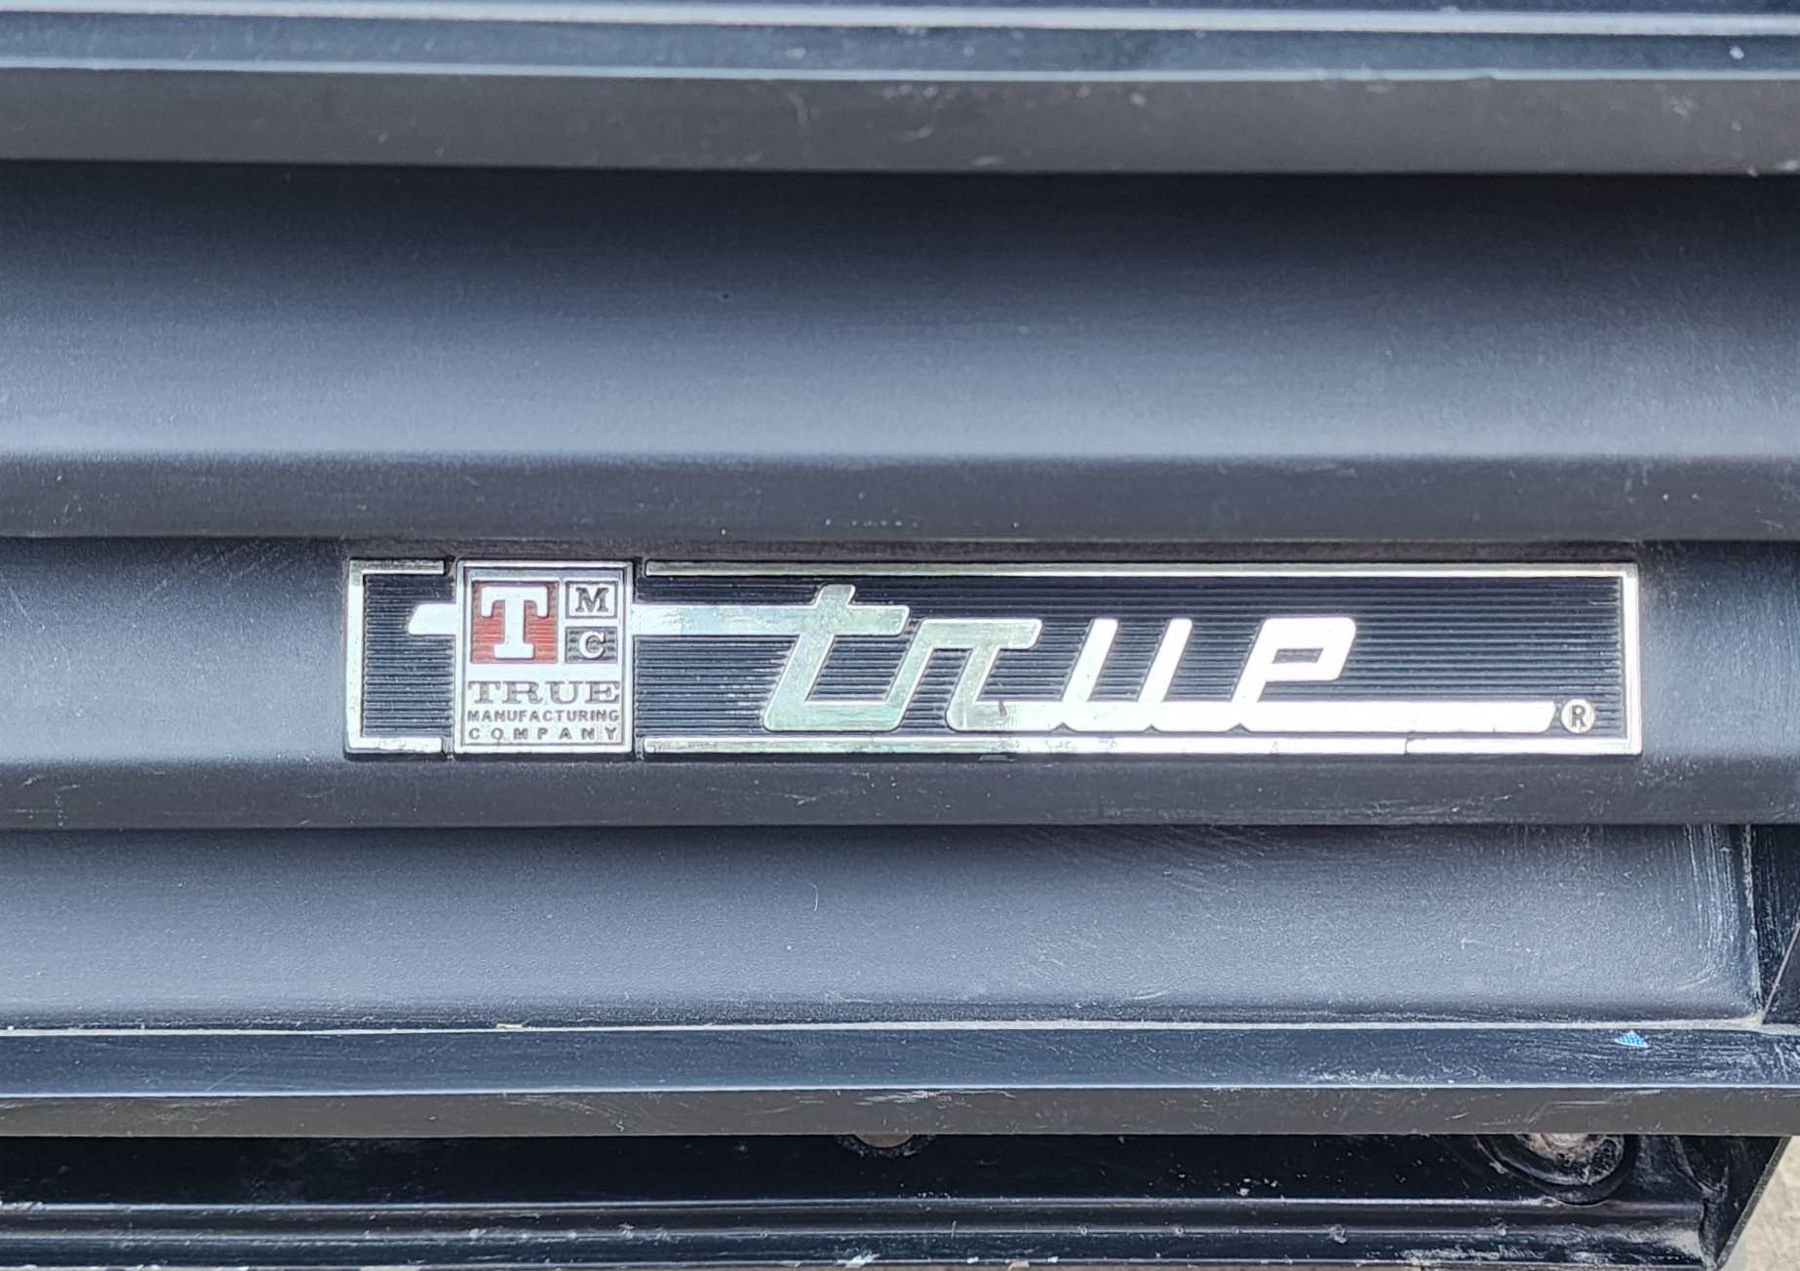 T M
C
TRUE
MANUFACTURING
COMPANY
true ®